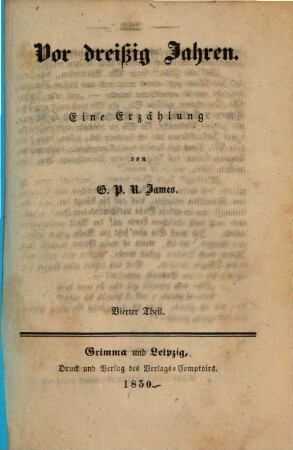 Vor dreißig Jahren.
Eine Erzählung
von
G. P. R. James.
Vierter Theil.
Grimma und Leipzig,
Druck und Verlag des Verlags-Comptoirs.
1850.